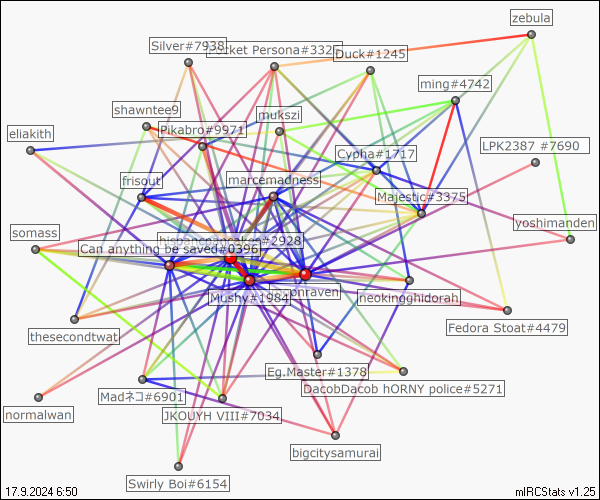 zebula
Silver#7938
Pocket Persona#332
Duck#1245
ming#4742
shawntee9
mukszi
Pikabro#9971
eliakith
LPK2387 #7690
Cypha#1717
frisout
marcemadness
Majestic#3375
yoshimanden
somass
#2928
Can anything be saved#0396
raven
Mushy#1984
neokingghidorah
thesecondtwat
Fedora Stoat#4479
Eg.Master#1378
DacobDacob hORNY police#5271
Madネコ#6901
JKOUYH VIII#7034
normalwan
bigcitysamurai
Swirly Boi#6154
17.9.2024 6:50
mIRCStats v1.25